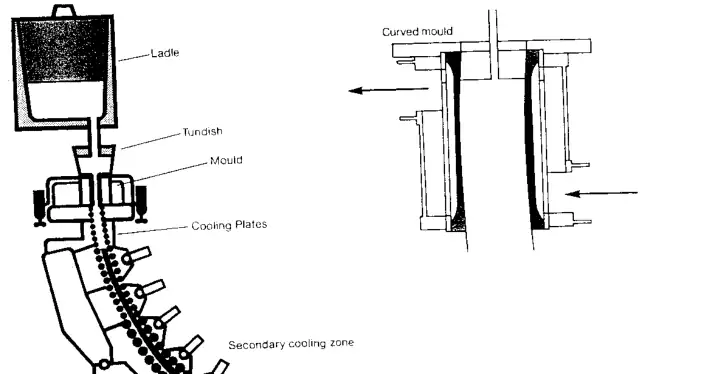 Curved mould
Ladle
Tundish
Mould
Cooling Plates
Secondary cooling zone